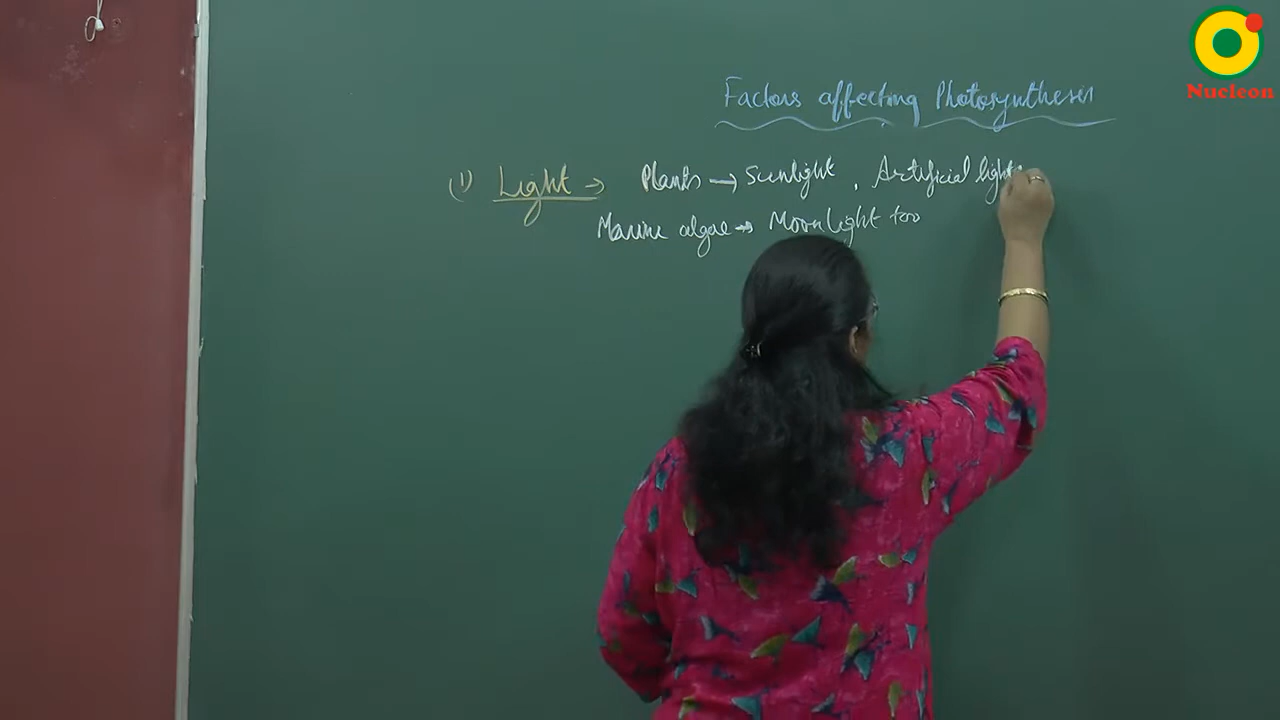 Nucleon
Factors affecting Photosynthesis
(1) Light → Plants → Sunlight, Artificial light
Marine algae → Moonlight too